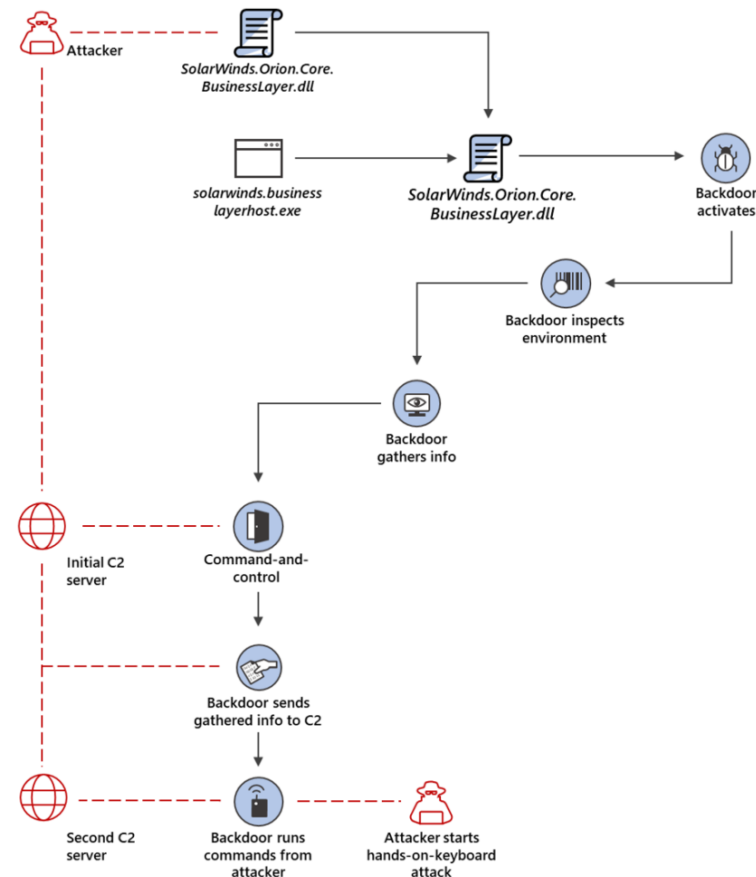 Attacker
SolarWinds.Orion.Core.
BusinessLayer.dll
solarwinds.business
layerhost.exe
SolarWinds.Orion.Core.
BusinessLayer.dll
Backdoor
activates
Backdoor inspects
environment
Backdoor
gathers info
Initial C2
server
Command-and-
control
Backdoor sends
gathered info to C2
Second C2
server
Backdoor runs
commands from
attacker
Attacker starts
hands-on-keyboard
attack